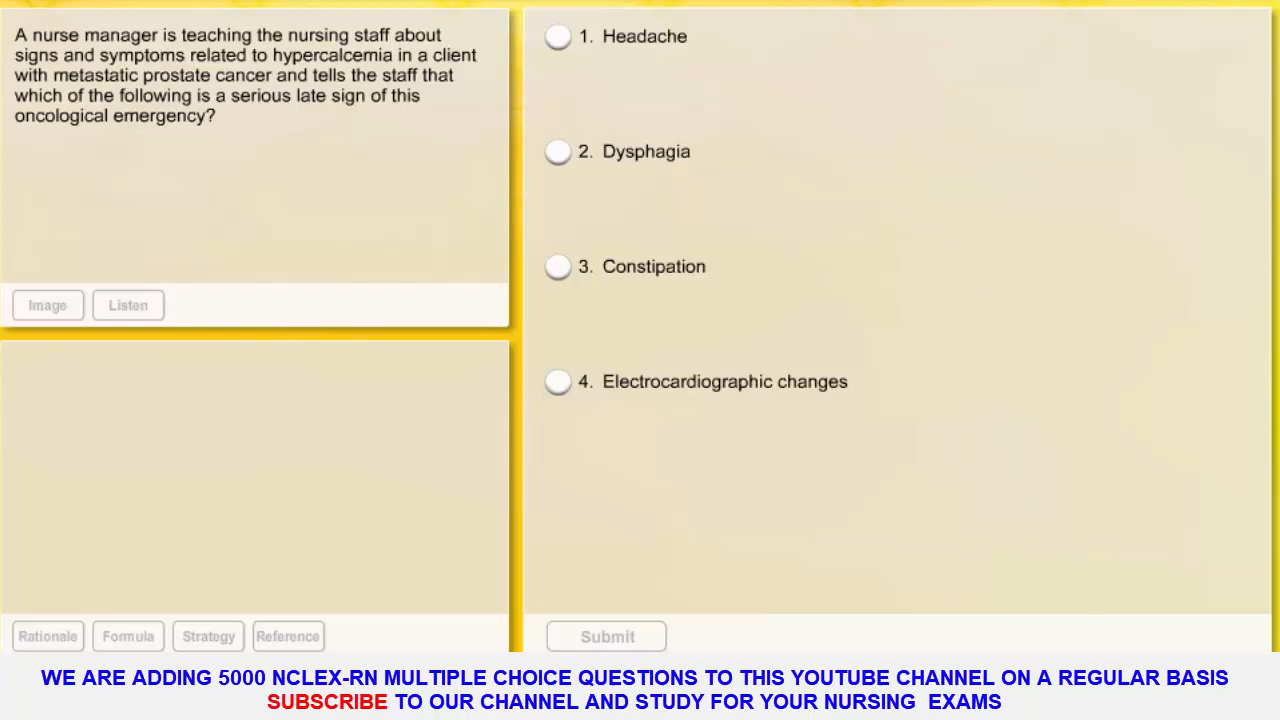 A nurse manager is teaching the nursing staff about
signs and symptoms related to hypercalcemia in a client
with metastatic prostate cancer and tells the staff that
which of the following is a serious late sign of this
oncological emergency?
Image Listen
1. Headache
2. Dysphagia
3. Constipation
4. Electrocardiographic changes
Rationale Formula Strategy Reference
Submit
WE ARE ADDING 5000 NCLEX-RN MULTIPLE CHOICE QUESTIONS TO THIS YOUTUBE CHANNEL ON A REGULAR BASIS
SUBSCRIBE TO OUR CHANNEL AND STUDY FOR YOUR NURSING EXAMS